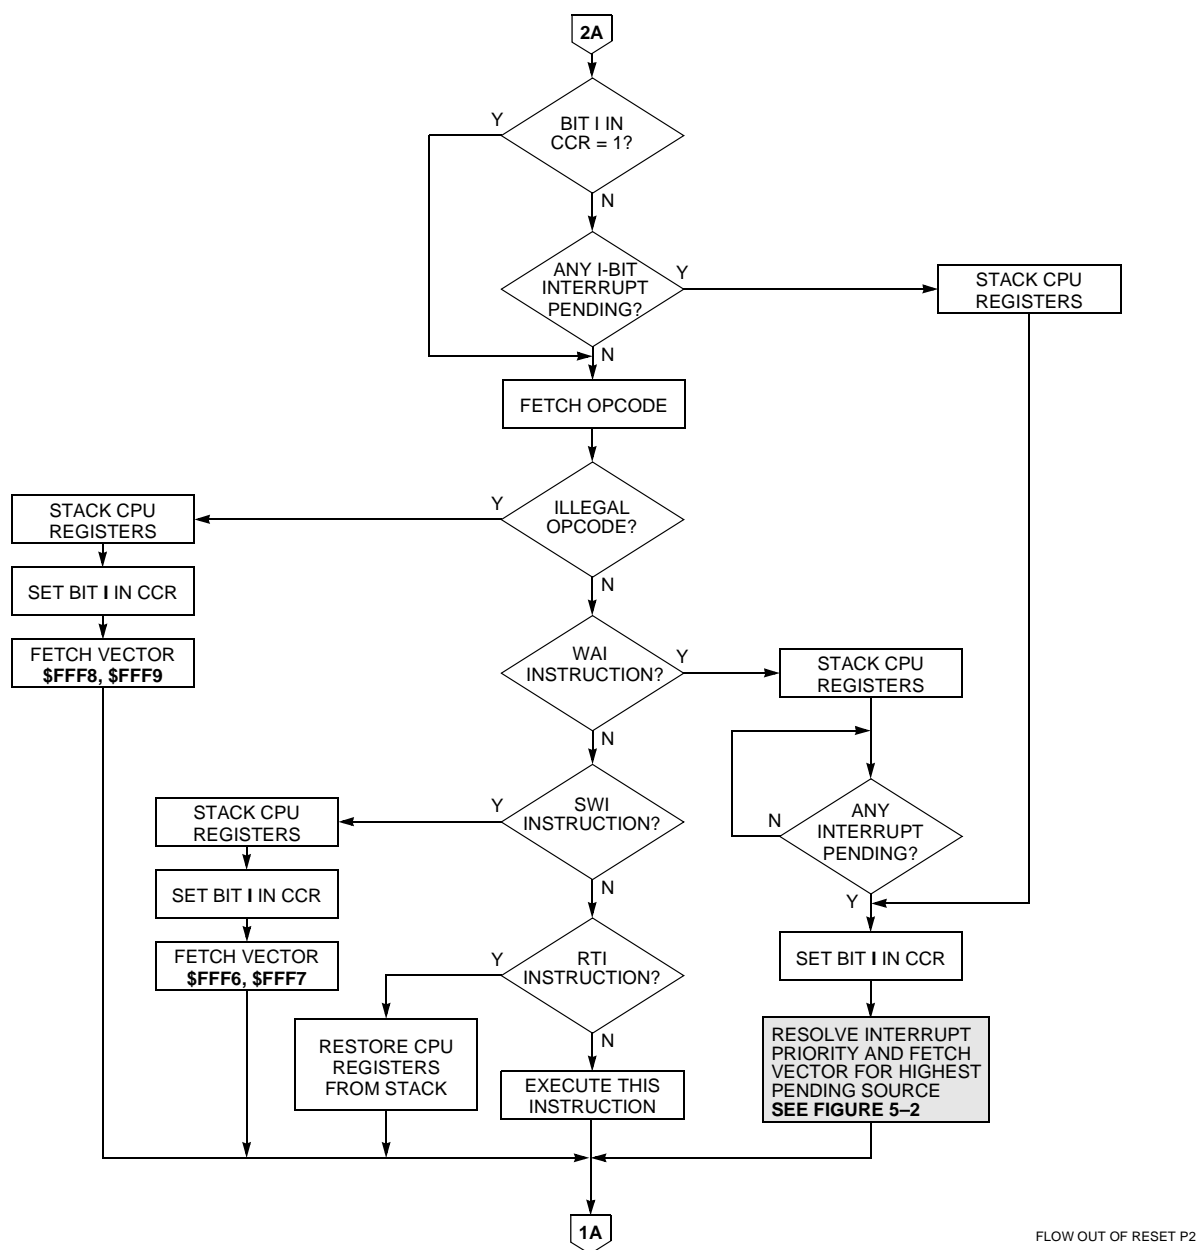 2A
BIT I IN
CCR = 1?
Y
N
ANY I-BIT
INTERRUPT
PENDING?
Y
N
STACK CPU
REGISTERS
FETCH OPCODE
ILLEGAL
OPCODE?
Y
N
STACK CPU
REGISTERS
SET BIT I IN CCR
FETCH VECTOR
$FFF8, $FFF9
WAI
INSTRUCTION?
Y
N
STACK CPU
REGISTERS
ANY
INTERRUPT
PENDING?
N
Y
SWI
INSTRUCTION?
Y
N
STACK CPU
REGISTERS
SET BIT I IN CCR
FETCH VECTOR
$FFF6, $FFF7
RTI
INSTRUCTION?
Y
N
RESTORE CPU
REGISTERS
FROM STACK
EXECUTE THIS
INSTRUCTION
SET BIT I IN CCR
RESOLVE INTERRUPT
PRIORITY AND FETCH
VECTOR FOR HIGHEST
PENDING SOURCE
SEE FIGURE 5–2
1A
FLOW OUT OF RESET P2